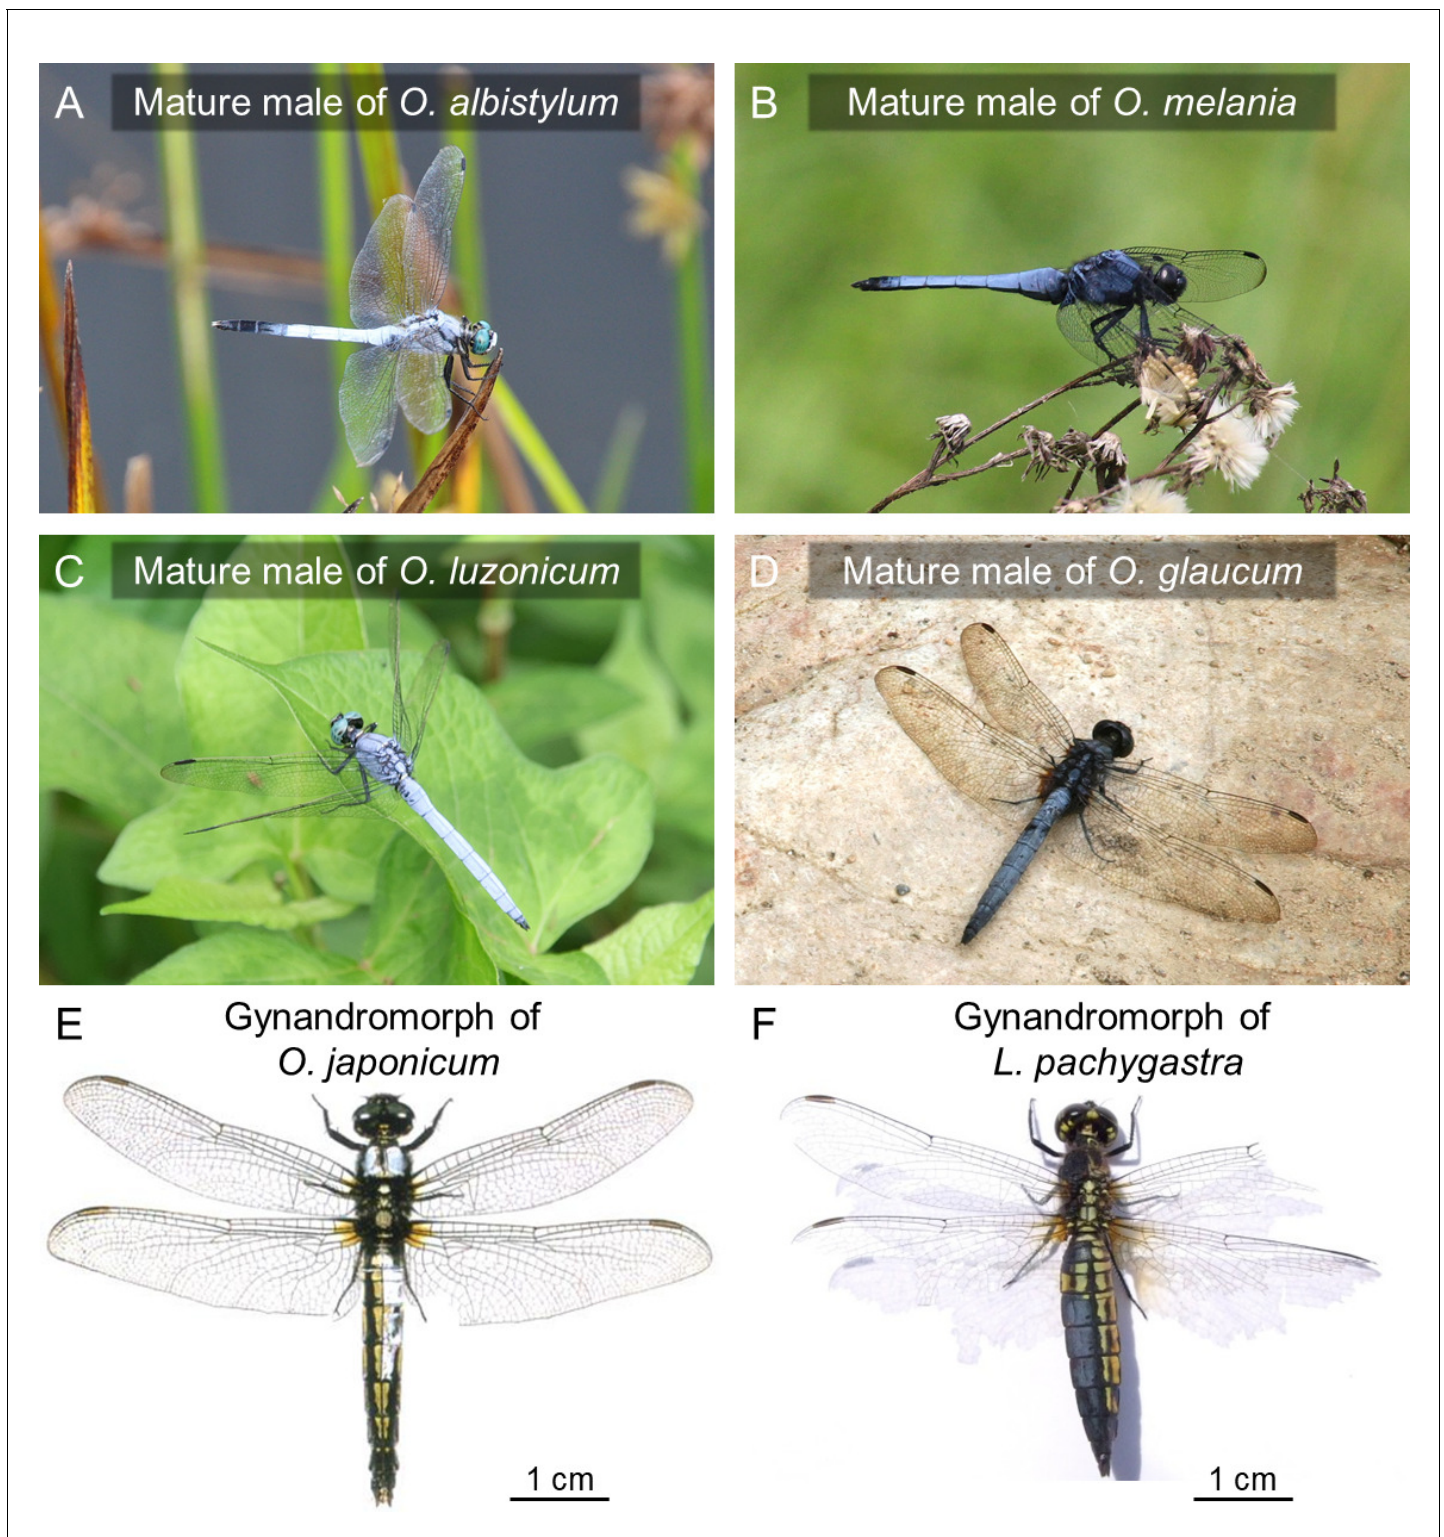 A Mature male of O. albistylum
B Mature male of O. melania
C Mature male of O. luzonicum
D Mature male of O. glaucum
E Gynandromorph of
O. japonicum
F Gynandromorph of
L. pachygastra
1 cm
1 cm